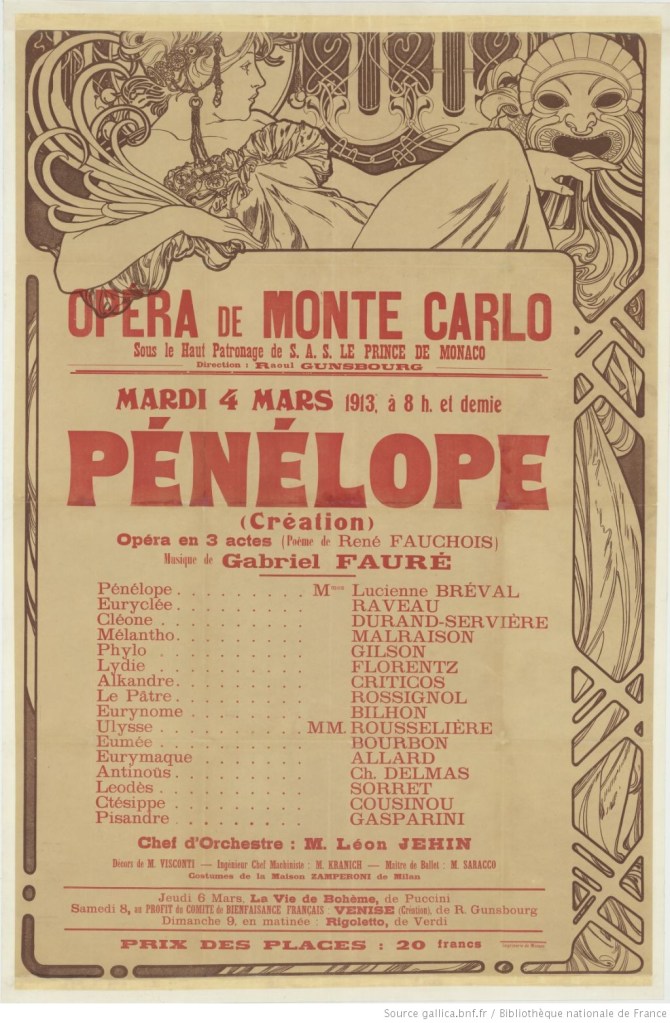 OPÉRA DE MONTE CARLO
Sous le Haut Patronage de S. A. S. LE PRINCE DE MONACO
Direction : Raoul GUNSBOURG
MARDI 4 MARS 1913, à 8 h. et demie
PÉNÉLOPE
(Création)
Opéra en 3 actes (Poème de René FAUCHOIS)
Musique de Gabriel FAURÉ
Pénélope . . . . . . . . . . Mmes Lucienne BRÉVAL
Euryclée . . . . . . . . . . RAVEAU
Cléone . . . . . . . . . . DURAND-SERVIÈRE
Mélantho. . . . . . . . . . MALRAISON
Phylo . . . . . . . . . . GILSON
Lydie . . . . . . . . . . FLORENTZ
Alkandre. . . . . . . . . . CRITICOS
Le Pâtre. . . . . . . . . . ROSSIGNOL
Eurynome . . . . . . . . . . BILHON
Ulysse . . . . . . . . . . MM. ROUSSELIÈRE
Eumée . . . . . . . . . . BOURBON
Eurymaque . . . . . . . . . . ALLARD
Antinoüs . . . . . . . . . . Ch. DELMAS
Leodès . . . . . . . . . . SORRET
Ctésippe . . . . . . . . . . COUSINOU
Pisandre . . . . . . . . . . GASPARINI
Chef d'Orchestre : M. Léon JEHIN
Décors de M. VISCONTI — Ingénieur Chef Machiniste : M. KRANICH — Maître de Ballet : M. SARACCO
Costumes de la Maison ZAMPERONI de Milan
Jeudi 6 Mars, La Vie de Bohème, de Puccini
Samedi 8, au PROFIT du COMITÉ de BIENFAISANCE FRANÇAIS : VENISE (Création), de R. Gunsbourg
Dimanche 9, en matinée : Rigoletto, de Verdi
PRIX DES PLACES : 20 francs
Source gallica.bnf.fr / Bibliothèque nationale de France